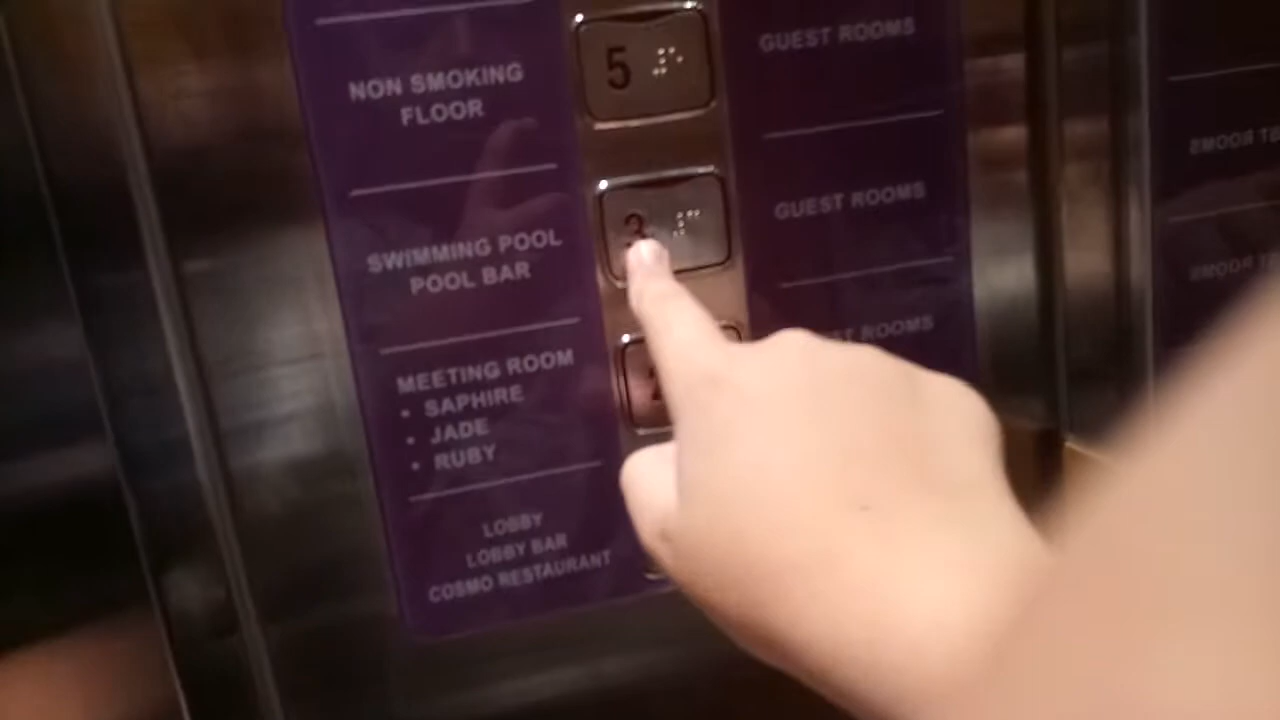 NON SMOKING
FLOOR
5
GUEST ROOMS
SWIMMING POOL
POOL BAR
3
GUEST ROOMS
MEETING ROOM
• SAPHIRE
• JADE
• RUBY
ROOMS
LOBBY
LOBBY BAR
COSMO RESTAURANT